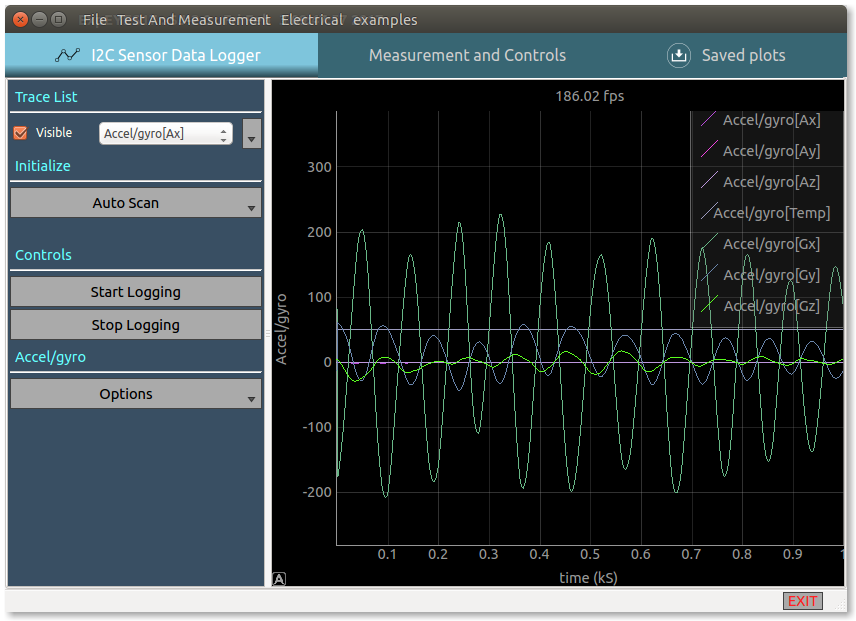 File Test And Measurement Electrical examples
I2C Sensor Data Logger
Measurement and Controls
Saved plots
Trace List
Visible
Accel/gyro[Ax]
Initialize
Auto Scan
Controls
Start Logging
Stop Logging
Accel/gyro
Options
186.02 fps
Accel/gyro[Ax]
Accel/gyro[Ay]
Accel/gyro[Az]
Accel/gyro[Temp]
Accel/gyro[Gx]
Accel/gyro[Gy]
Accel/gyro[Gz]
300
200
100
0
-100
-200
Accel/gyro
0.1 0.2 0.3 0.4 0.5 0.6 0.7 0.8 0.9 1
time (kS)
A
EXIT